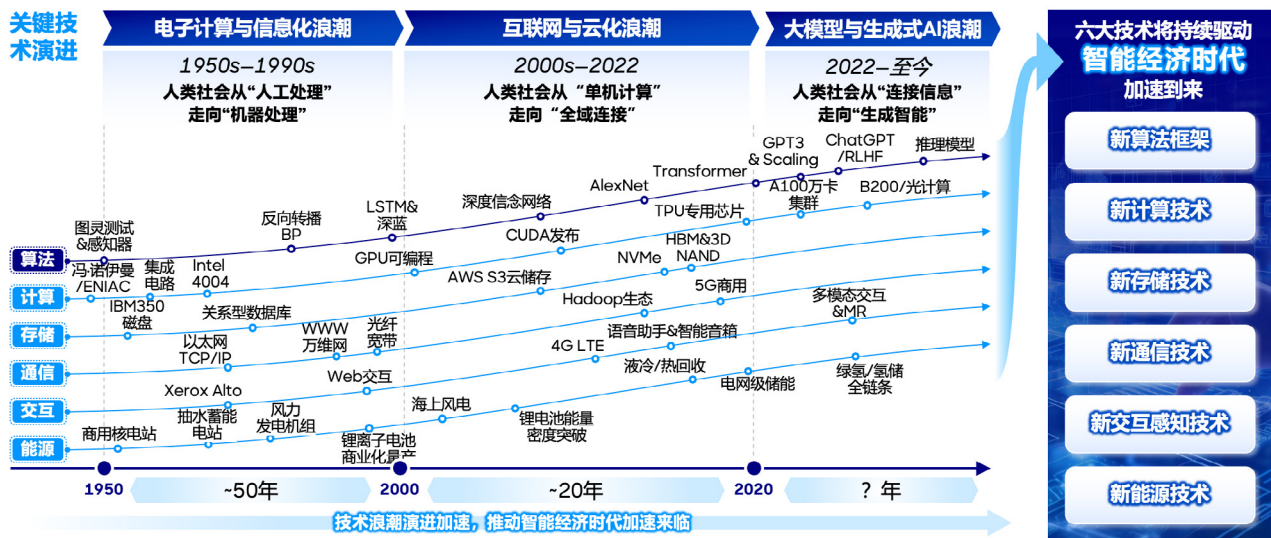 关键技
术演进
电子计算与信息化浪潮
互联网与云化浪潮
大模型与生成式AI浪潮
1950s–1990s
人类社会从“人工处理”
走向“机器处理”
2000s–2022
人类社会从“单机计算”
走向“全域连接”
2022–至今
人类社会从“连接信息”
走向“生成智能”
算法
图灵测试
&感知器
反向转播
BP
LSTM&
深蓝
深度信念网络
AlexNet
Transformer
GPT3
& Scaling
ChatGPT
/RLHF
推理模型
计算
冯·诺伊曼
/ENIAC
集成
电路
Intel
4004
GPU可编程
CUDA发布
TPU专用芯片
A100万卡
集群
B200/光计算
存储
IBM350
磁盘
关系型数据库
AWS S3云储存
NVMe
HBM&3D
NAND
通信
以太网
TCP/IP
WWW
万维网
光纤
宽带
Hadoop生态
5G商用
交互
Xerox Alto
Web交互
4G LTE
语音助手&智能音箱
多模态交互
&MR
能源
商用核电站
抽水蓄能
电站
风力
发电机组
锂离子电池
商业化量产
海上风电
锂电池能量
密度突破
液冷/热回收
电网级储能
绿氢/氢储
全链条
1950
~50年
2000
~20年
2020
？年
技术浪潮演进加速，推动智能经济时代加速来临
六大技术将持续驱动
智能经济时代
加速到来
新算法框架
新计算技术
新存储技术
新通信技术
新交互感知技术
新能源技术